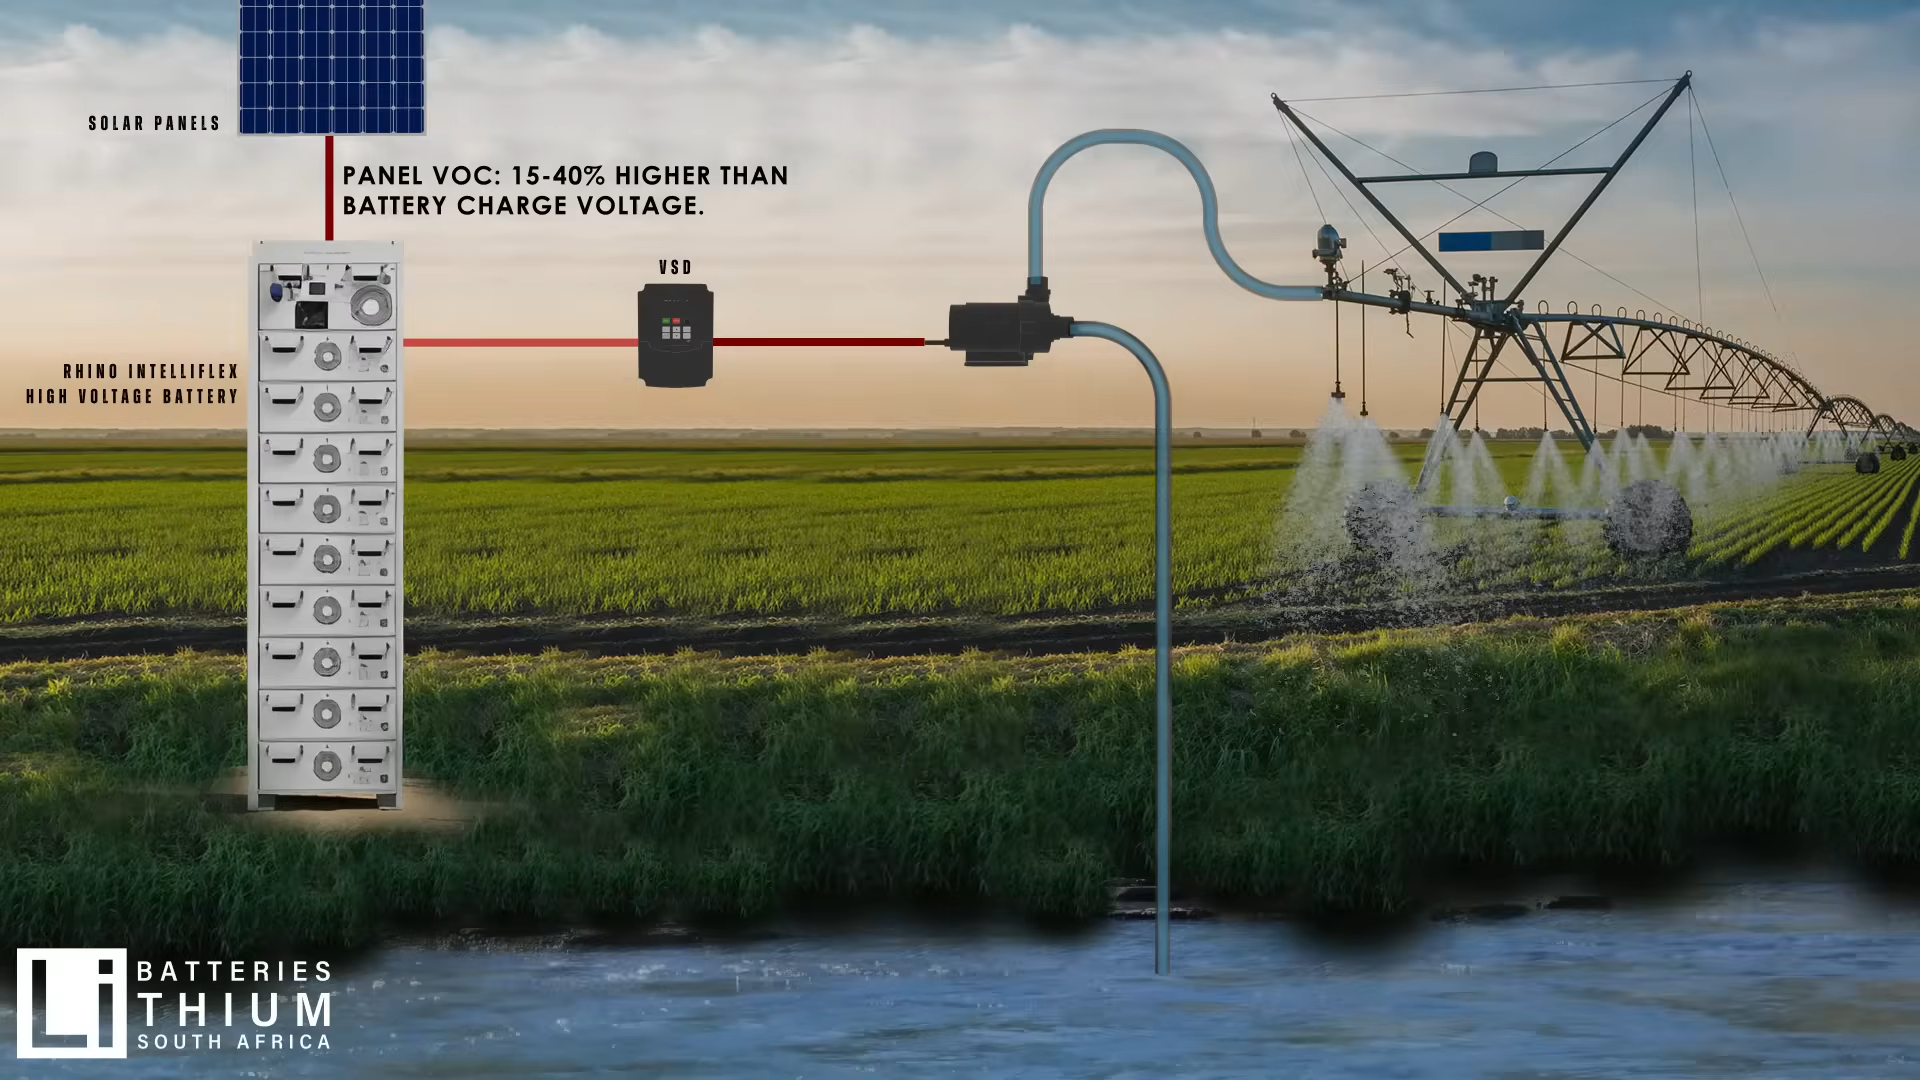 SOLAR PANELS
PANEL VOC: 15-40% HIGHER THAN
BATTERY CHARGE VOLTAGE.
VSD
RHINO INTELLIFLEX
HIGH VOLTAGE BATTERY
Li
BATTERIES
THIUM
SOUTH AFRICA